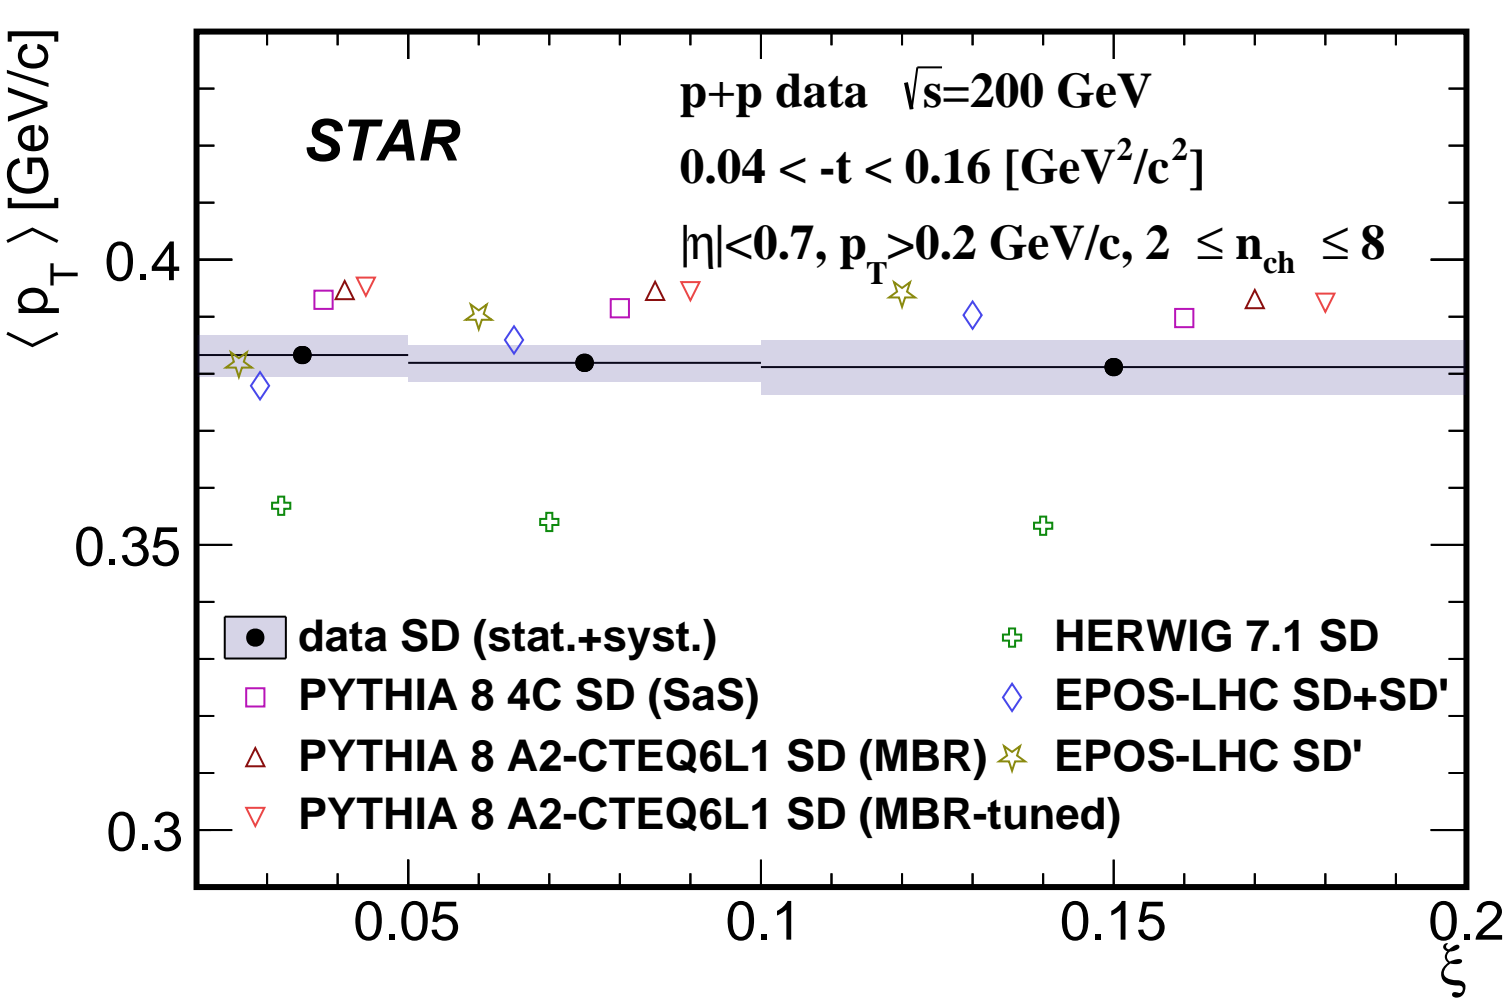 ⟨ p_T ⟩ [GeV/c]
STAR
p+p data √s=200 GeV
0.04 < -t < 0.16 [GeV²/c²]
|η|<0.7, p_T>0.2 GeV/c, 2 ≤ n_ch ≤ 8
0.4
0.35
0.3
data SD (stat.+syst.)
PYTHIA 8 4C SD (SaS)
PYTHIA 8 A2-CTEQ6L1 SD (MBR)
PYTHIA 8 A2-CTEQ6L1 SD (MBR-tuned)
HERWIG 7.1 SD
EPOS-LHC SD+SD'
EPOS-LHC SD'
0.05 0.1 0.15 0.2
ξ